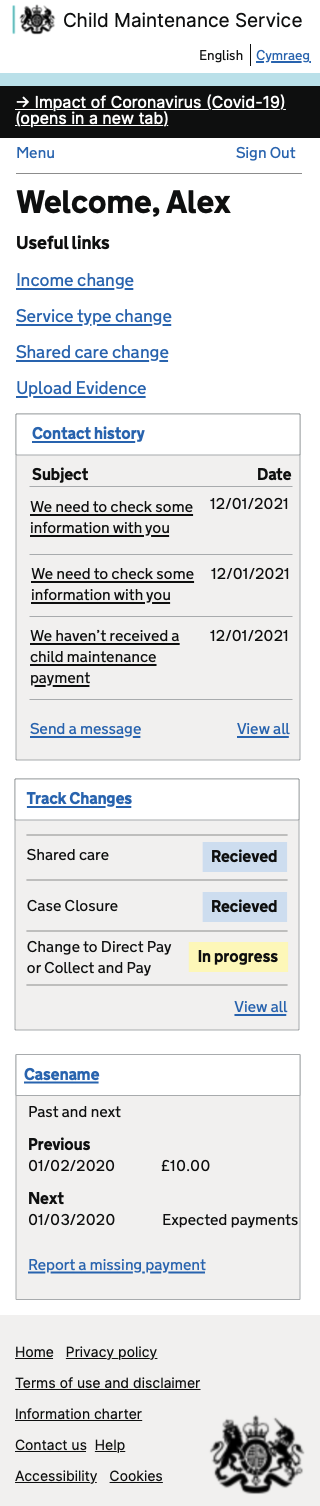 Child Maintenance Service
English Cymraeg
→ Impact of Coronavirus (Covid-19)
(opens in a new tab)
Menu Sign Out
Welcome, Alex
Useful links
Income change
Service type change
Shared care change
Upload Evidence
Contact history
Subject Date
We need to check some 12/01/2021
information with you
We need to check some 12/01/2021
information with you
We haven't received a 12/01/2021
child maintenance
payment
Send a message View all
Track Changes
Shared care Recieved
Case Closure Recieved
Change to Direct Pay In progress
or Collect and Pay
View all
Casename
Past and next
Previous
01/02/2020 £10.00
Next
01/03/2020 Expected payments
Report a missing payment
Home Privacy policy
Terms of use and disclaimer
Information charter
Contact us Help
Accessibility Cookies